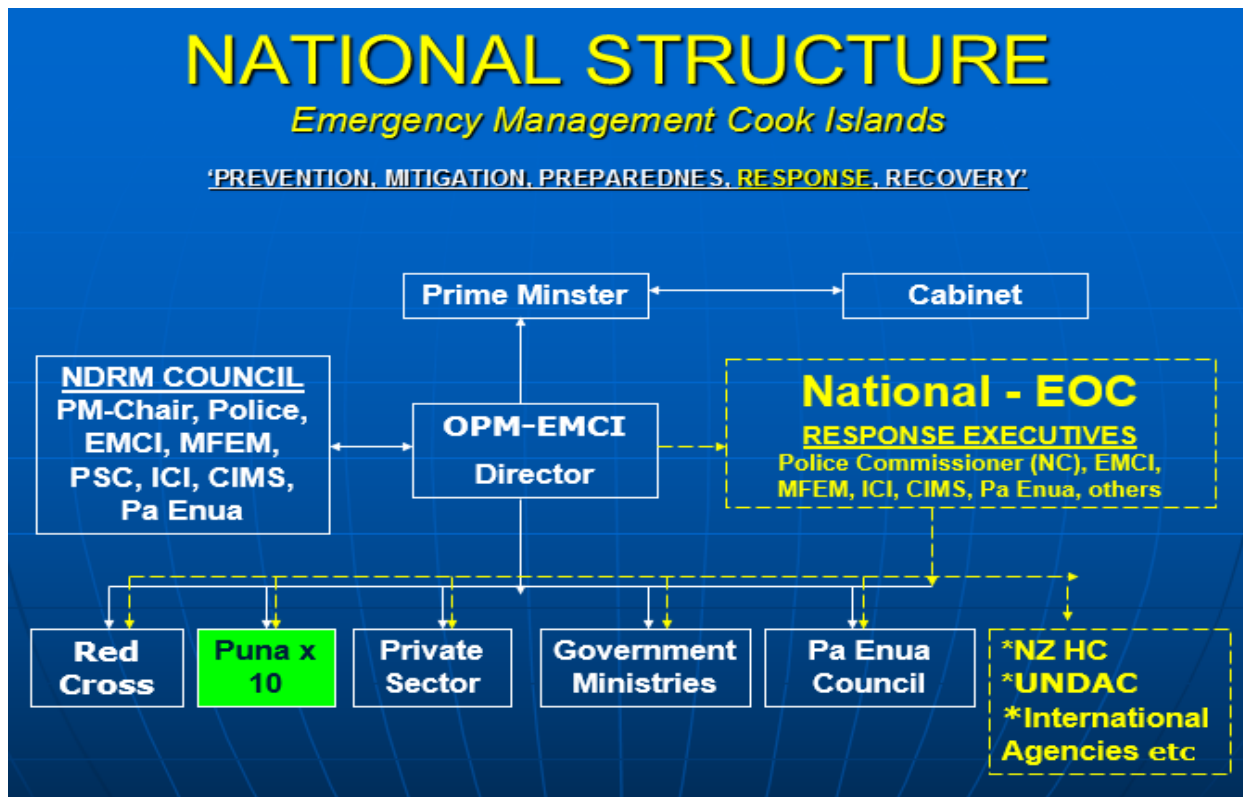 NATIONAL STRUCTURE
Emergency Management Cook Islands
‘PREVENTION, MITIGATION, PREPAREDNES, RESPONSE, RECOVERY’
Prime Minster
Cabinet
NDRM COUNCIL
PM-Chair, Police,
EMCI, MFEM,
PSC, ICI, CIMS,
Pa Enua
OPM-EMCI
Director
National - EOC
RESPONSE EXECUTIVES
Police Commissioner (NC), EMCI,
MFEM, ICI, CIMS, Pa Enua, others
Red
Cross
Puna x
10
Private
Sector
Government
Ministries
Pa Enua
Council
*NZ HC
*UNDAC
*International
Agencies etc